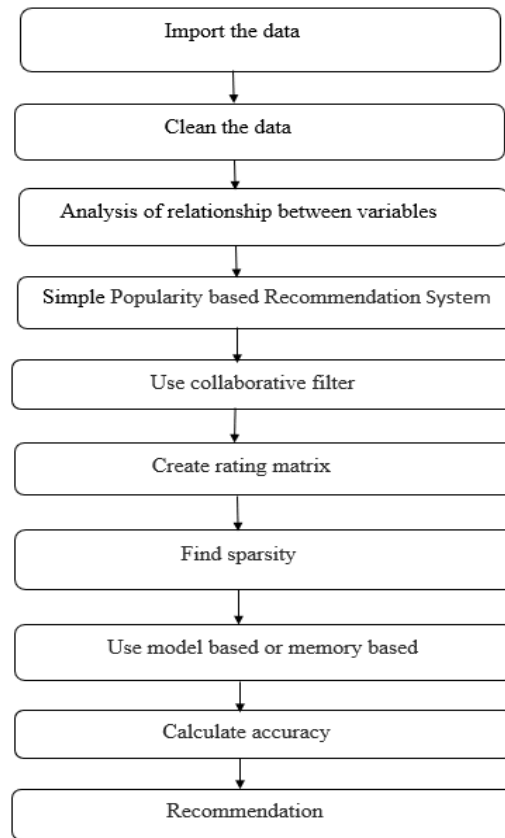 Import the data
Clean the data
Analysis of relationship between variables
Simple Popularity based Recommendation System
Use collaborative filter
Create rating matrix
Find sparsity
Use model based or memory based
Calculate accuracy
Recommendation